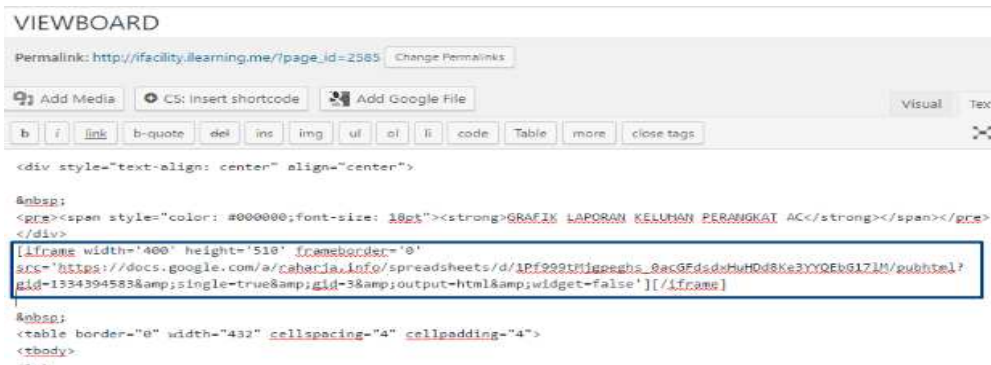 VIEWBOARD
Permalink: http://ifacility.ilearning.me/?page_id=2585 Change Permalinks
Add Media CS: Insert shortcode Add Google File Visual Tex
b i link b-quote del ins img ul ol li code Table more close tags
<div style="text-align: center" align="center">
&nbsp;
<pre><span style="color: #000000;font-size: 18pt"><strong>GRAFIK LAPORAN KELUHAN PERANGKAT AC</strong></span></pre>
</div>
[iframe width='400' height='510' frameborder='0'
src='https://docs.google.com/a/raharja.info/spreadsheets/d/1Pf999tMjgpeghs_0acGFdsdxHuHDd8Ke3YYQEbG17lM/pubhtml?
gid=1334394583&amp;single=true&amp;gid=3&amp;output=html&amp;widget=false'][/iframe]
&nbsp;
<table border="0" width="432" cellspacing="4" cellpadding="4">
<tbody>